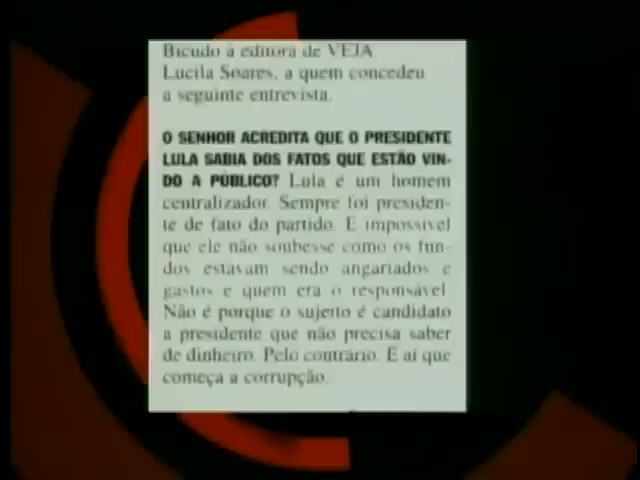 Bicudo à editora de VEJA
Lucila Soares, a quem concedeu
a seguinte entrevista.
O SENHOR ACREDITA QUE O PRESIDENTE
LULA SABIA DOS FATOS QUE ESTÃO VIN-
DO A PÚBLICO? Lula é um homem
centralizador. Sempre foi presiden-
te de fato do partido. É impossível
que ele não soubesse como os fun-
dos estavam sendo angariados e
gastos e quem era o responsável.
Não é porque o sujeito é candidato
a presidente que não precisa saber
de dinheiro. Pelo contrário. É aí que
começa a corrupção.